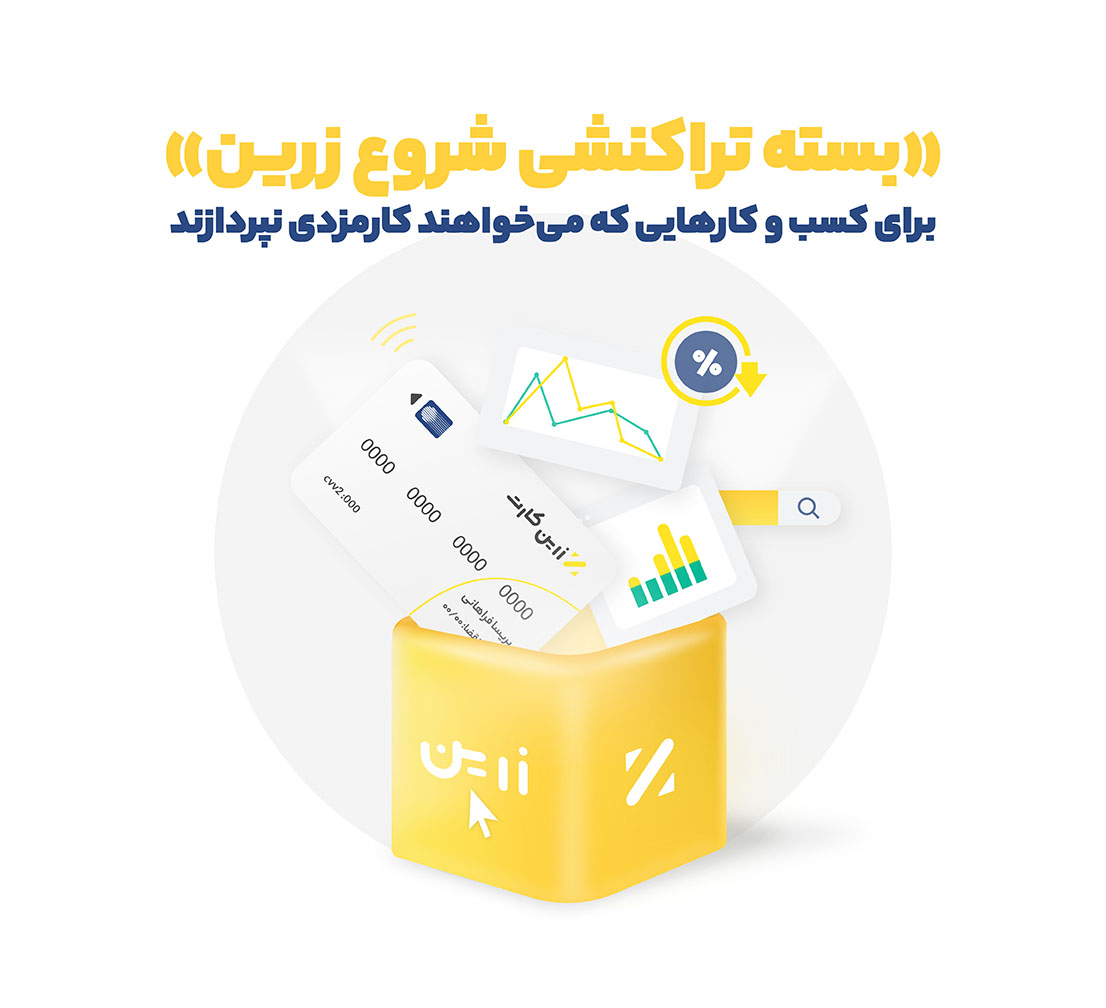 «بسته تراکنشی شروع زرین»
برای کسب و کارهایی که می‌خواهند کارمزدی نپردازند
%
زرین کارت
0000 0000 0000 0000
cvv2:000
پریسا فراهانی
۰۰/۰۰
زرین